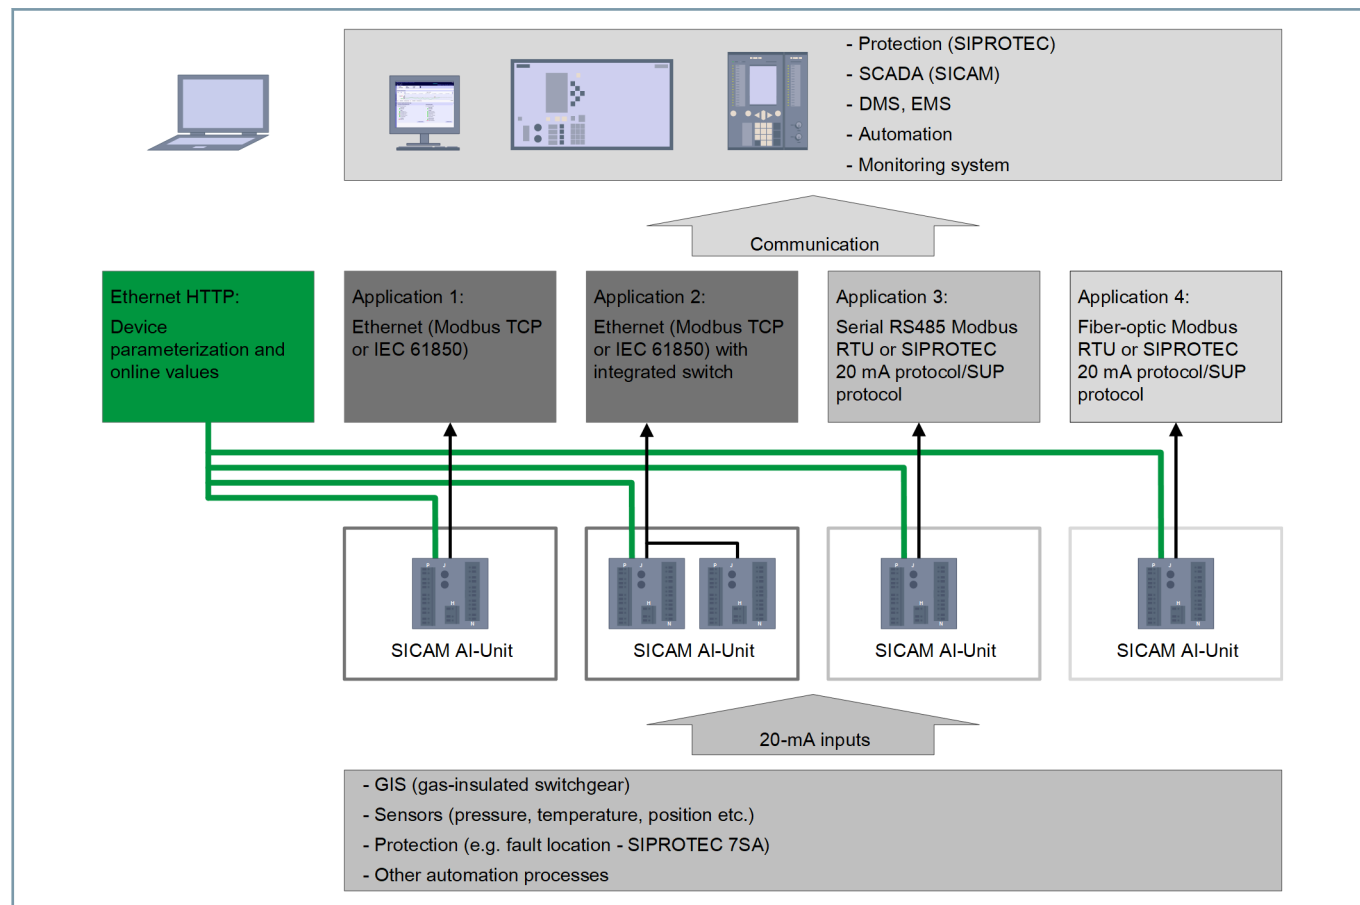 - Protection (SIPROTEC)
- SCADA (SICAM)
- DMS, EMS
- Automation
- Monitoring system
Communication
Ethernet HTTP:
Device
parameterization and
online values
Application 1:
Ethernet (Modbus TCP
or IEC 61850)
Application 2:
Ethernet (Modbus TCP
or IEC 61850) with
integrated switch
Application 3:
Serial RS485 Modbus
RTU or SIPROTEC
20 mA protocol/SUP
protocol
Application 4:
Fiber-optic Modbus
RTU or SIPROTEC
20 mA protocol/SUP
protocol
P J
H
N
SICAM AI-Unit
P J
H
N
J
H
N
SICAM AI-Unit
P J
H
N
SICAM AI-Unit
P J
H
N
SICAM AI-Unit
20-mA inputs
- GIS (gas-insulated switchgear)
- Sensors (pressure, temperature, position etc.)
- Protection (e.g. fault location - SIPROTEC 7SA)
- Other automation processes